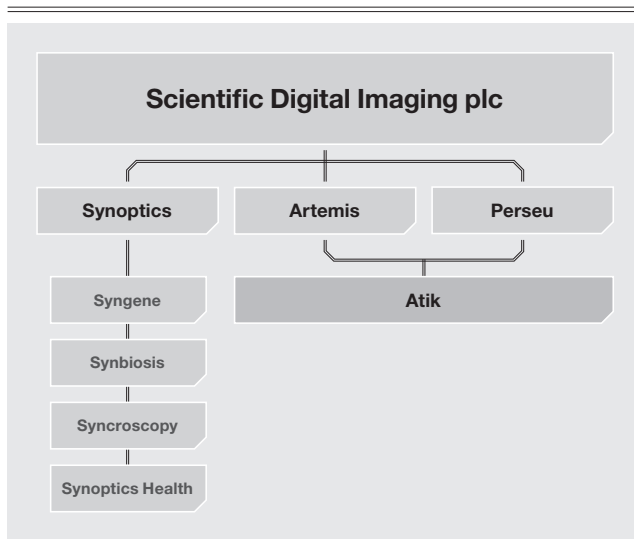 Scientific Digital Imaging plc
Synoptics
Artemis
Perseu
Syngene
Atik
Synbiosis
Syncroscopy
Synoptics Health